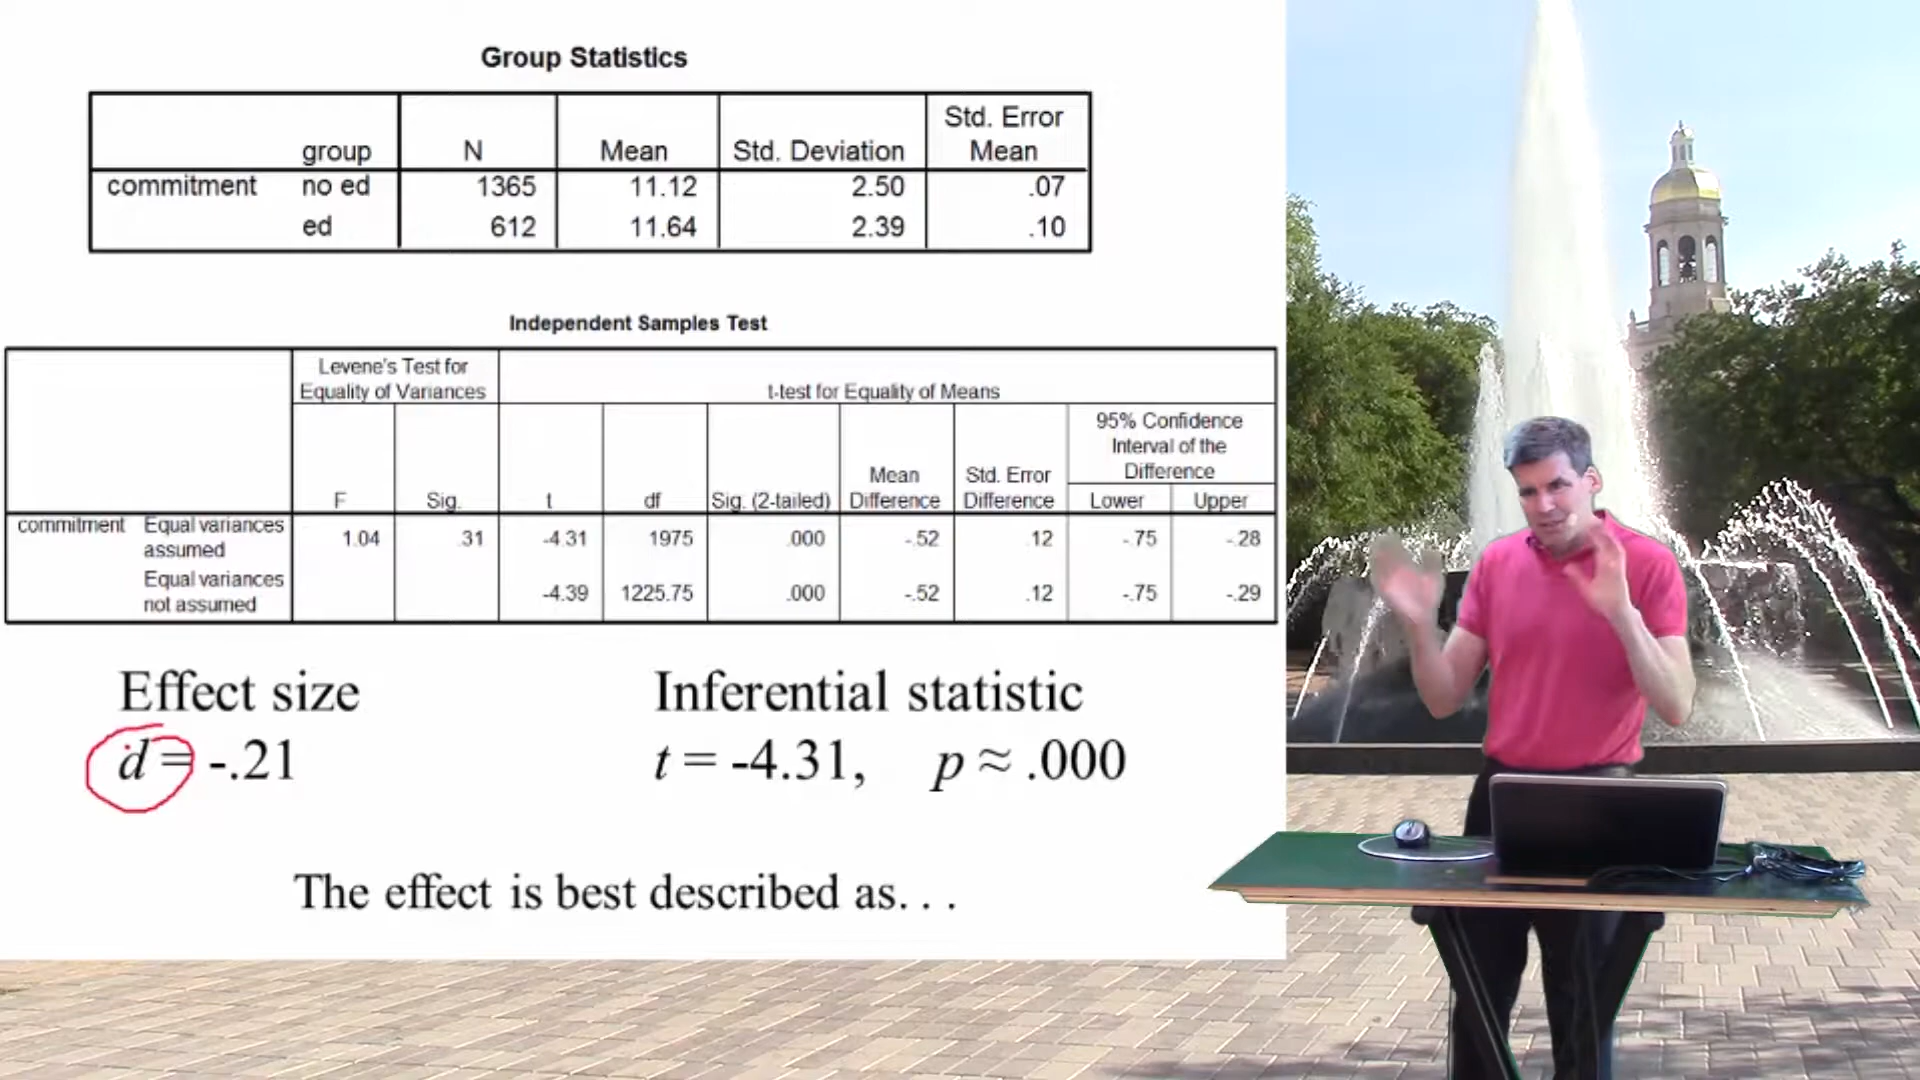 Group Statistics
group N Mean Std. Deviation Std. Error Mean
commitment no ed 1365 11.12 2.50 .07
ed 612 11.64 2.39 .10
Independent Samples Test
Levene's Test for Equality of Variances t-test for Equality of Means
F Sig. t df Sig. (2-tailed) Mean Difference Std. Error Difference 95% Confidence Interval of the Difference
Lower Upper
commitment Equal variances assumed 1.04 .31 -4.31 1975 .000 -.52 .12 -.75 -.28
Equal variances not assumed -4.39 1225.75 .000 -.52 .12 -.75 -.29
Effect size Inferential statistic
d = -.21 t = -4.31, p ≈ .000
The effect is best described as. . .